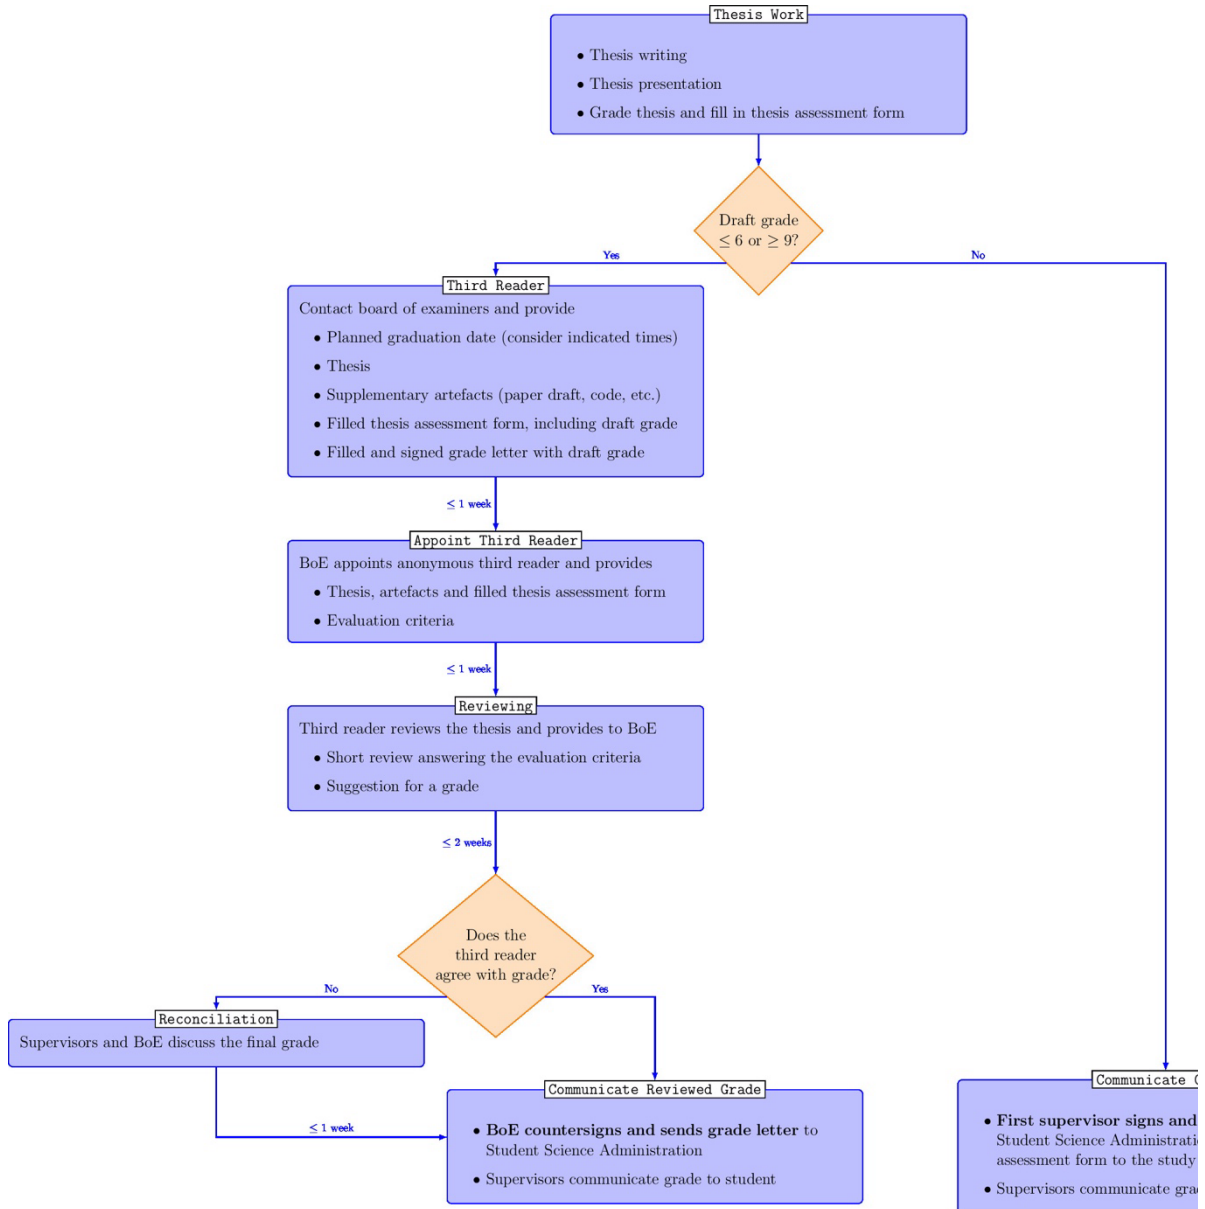 Thesis Work
• Thesis writing
• Thesis presentation
• Grade thesis and fill in thesis assessment form
Draft grade
≤ 6 or ≥ 9?
Yes
No
Third Reader
Contact board of examiners and provide
• Planned graduation date (consider indicated times)
• Thesis
• Supplementary artefacts (paper draft, code, etc.)
• Filled thesis assessment form, including draft grade
• Filled and signed grade letter with draft grade
≤ 1 week
Appoint Third Reader
BoE appoints anonymous third reader and provides
• Thesis, artefacts and filled thesis assessment form
• Evaluation criteria
≤ 1 week
Reviewing
Third reader reviews the thesis and provides to BoE
• Short review answering the evaluation criteria
• Suggestion for a grade
≤ 2 weeks
Does the
third reader
agree with grade?
No
Yes
Reconciliation
Supervisors and BoE discuss the final grade
≤ 1 week
Communicate Reviewed Grade
• BoE countersigns and sends grade letter to
Student Science Administration
• Supervisors communicate grade to student
Communicate
• First supervisor signs and
Student Science
assessment form to the study
• Supervisors communicate